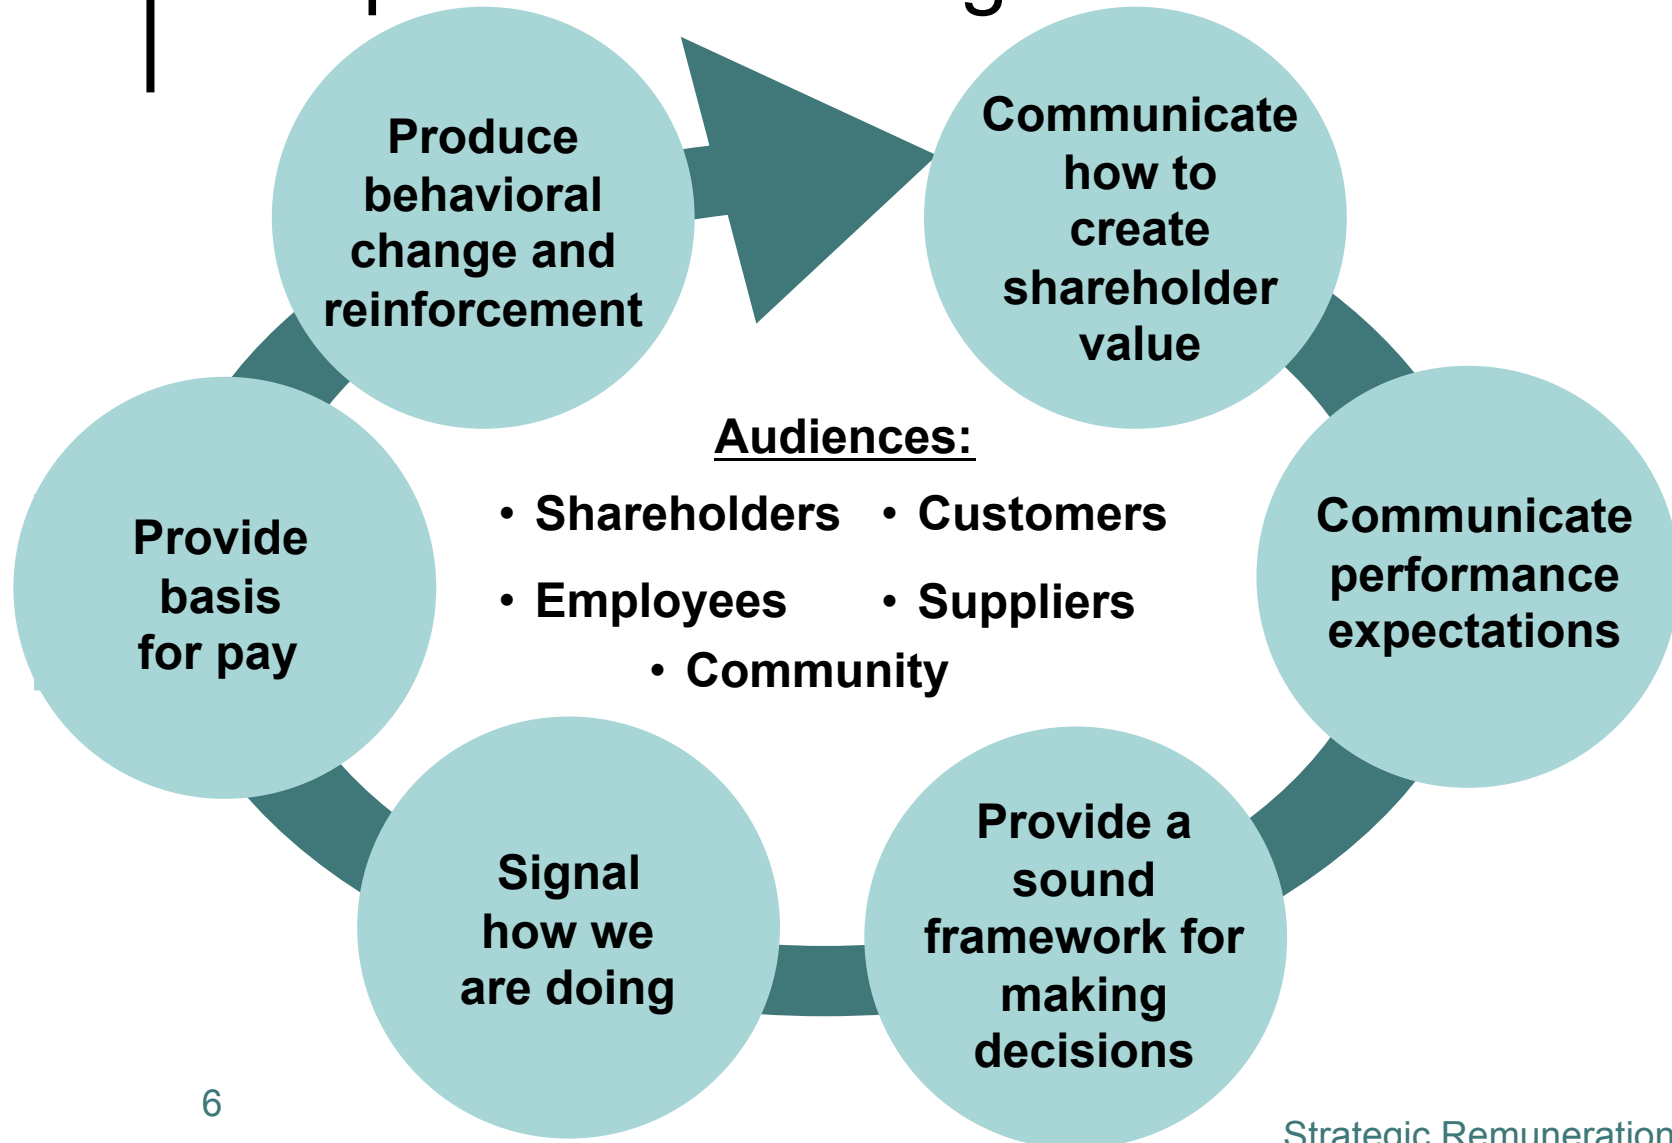 Produce
behavioral
change and
reinforcement
Communicate
how to
create
shareholder
value
Audiences:
• Shareholders • Customers
• Employees • Suppliers
• Community
Provide
basis
for pay
Communicate
performance
expectations
Signal
how we
are doing
Provide a
sound
framework for
making
decisions
6
Strategic Remuneration